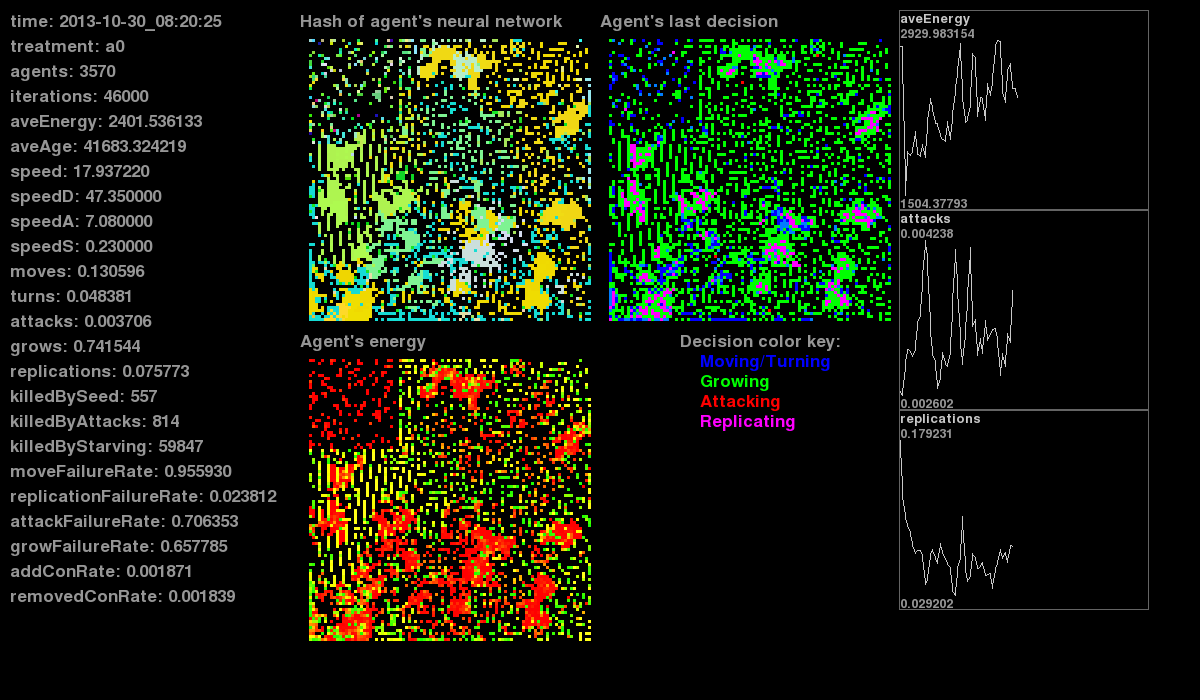 time: 2013-10-30_08:20:25
treatment: a0
agents: 3570
iterations: 46000
aveEnergy: 2401.536133
aveAge: 41683.324219
speed: 17.937220
speedD: 47.350000
speedA: 7.080000
speedS: 0.230000
moves: 0.130596
turns: 0.048381
attacks: 0.003706
grows: 0.741544
replications: 0.075773
killedBySeed: 557
killedByAttacks: 814
killedByStarving: 59847
moveFailureRate: 0.955930
replicationFailureRate: 0.023812
attackFailureRate: 0.706353
growFailureRate: 0.657785
addConRate: 0.001871
removedConRate: 0.001839
Hash of agent's neural network
Agent's last decision
Agent's energy
Decision color key:
Moving/Turning
Growing
Attacking
Replicating
aveEnergy
2929.983154
1504.37793
attacks
0.004238
0.002602
replications
0.179231
0.029202